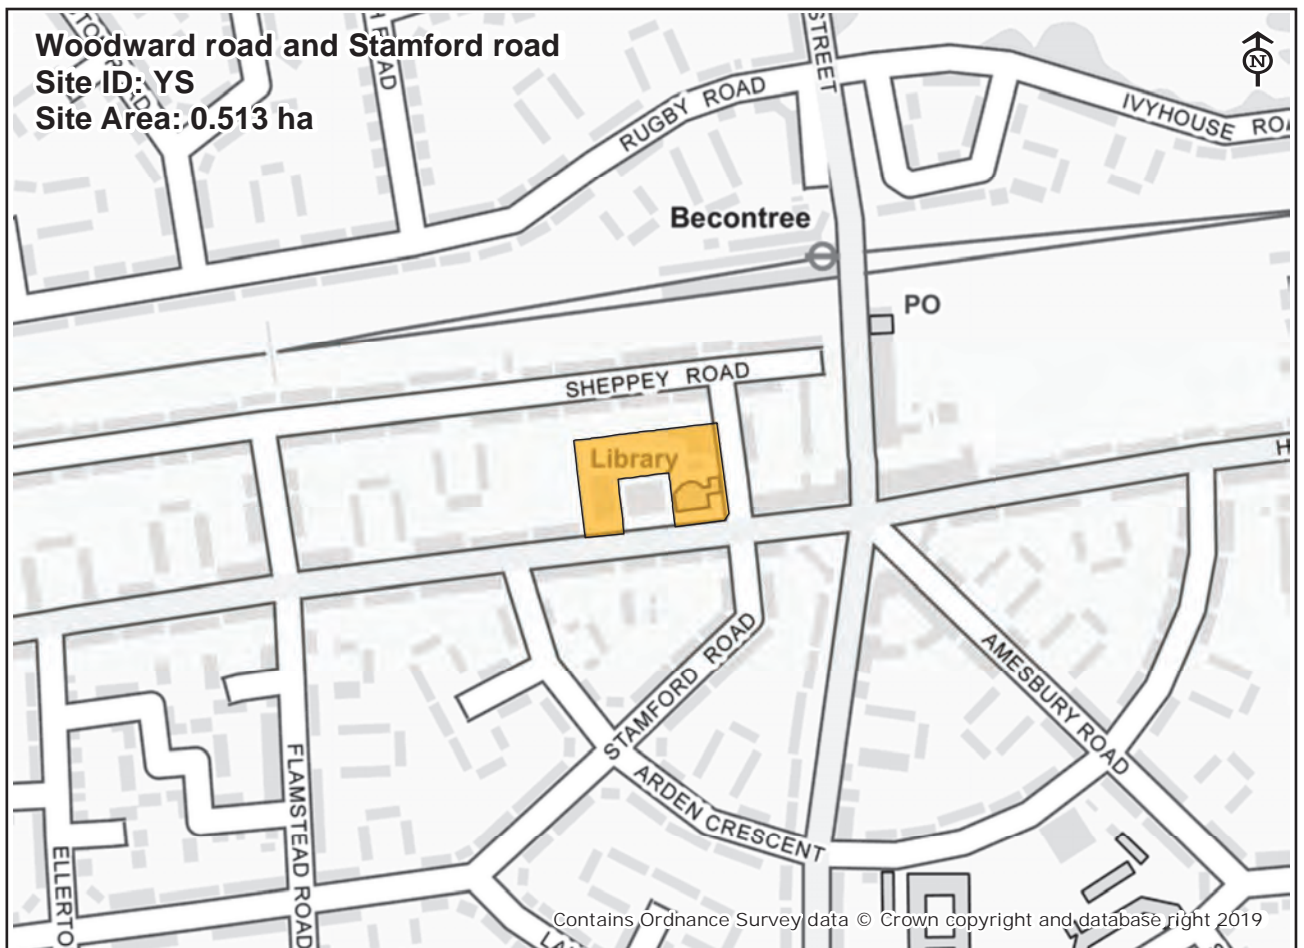 Woodward road and Stamford road
Site ID: YS
Site Area: 0.513 ha
N
STREET
RUGBY ROAD
IVYHOUSE ROA
Becontree
PO
SHEPPEY ROAD
Library
H
STAMFORD ROAD
AMESBURY ROAD
ARDEN CRESCENT
FLAMSTEAD ROAD
ELLERTO
Contains Ordnance Survey data © Crown copyright and database right 2019